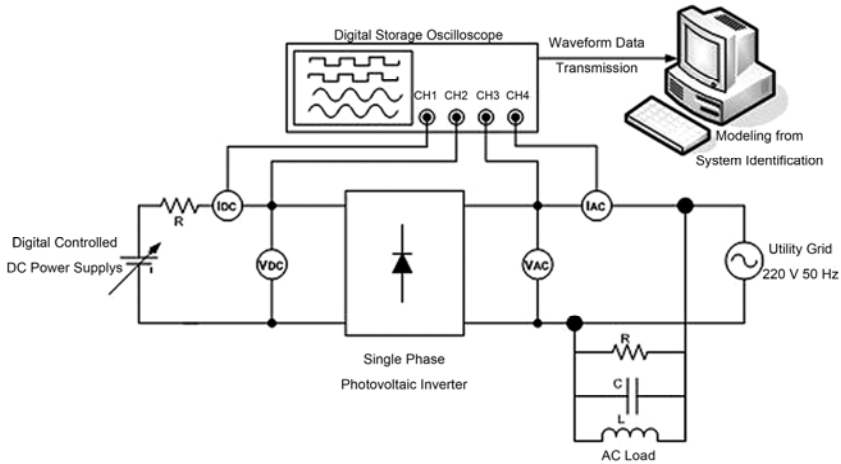 Digital Storage Oscilloscope
Waveform Data
Transmission
CH1 CH2 CH3 CH4
Modeling from
System Identification
R
IDC
IAC
Digital Controlled
DC Power Supplys
VDC
VAC
Utility Grid
220 V 50 Hz
Single Phase
Photovoltaic Inverter
R
C
L
AC Load